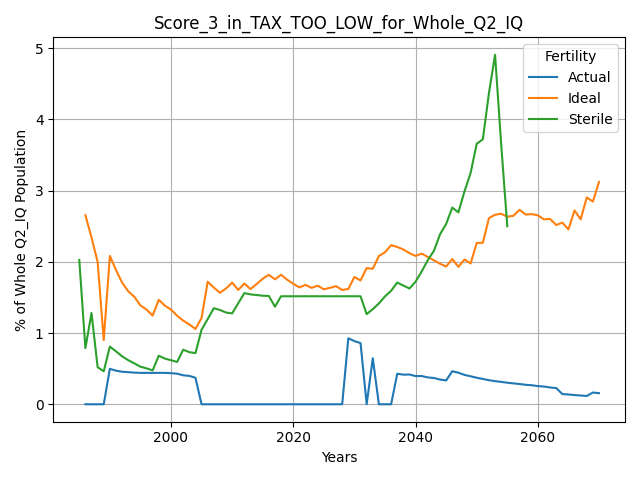 Score_3_in_TAX_TOO_LOW_for_Whole_Q2_IQ
Fertility
Actual
Ideal
Sterile
% of Whole Q2_IQ Population
5
4
3
2
1
0
2000 2020 2040 2060
Years